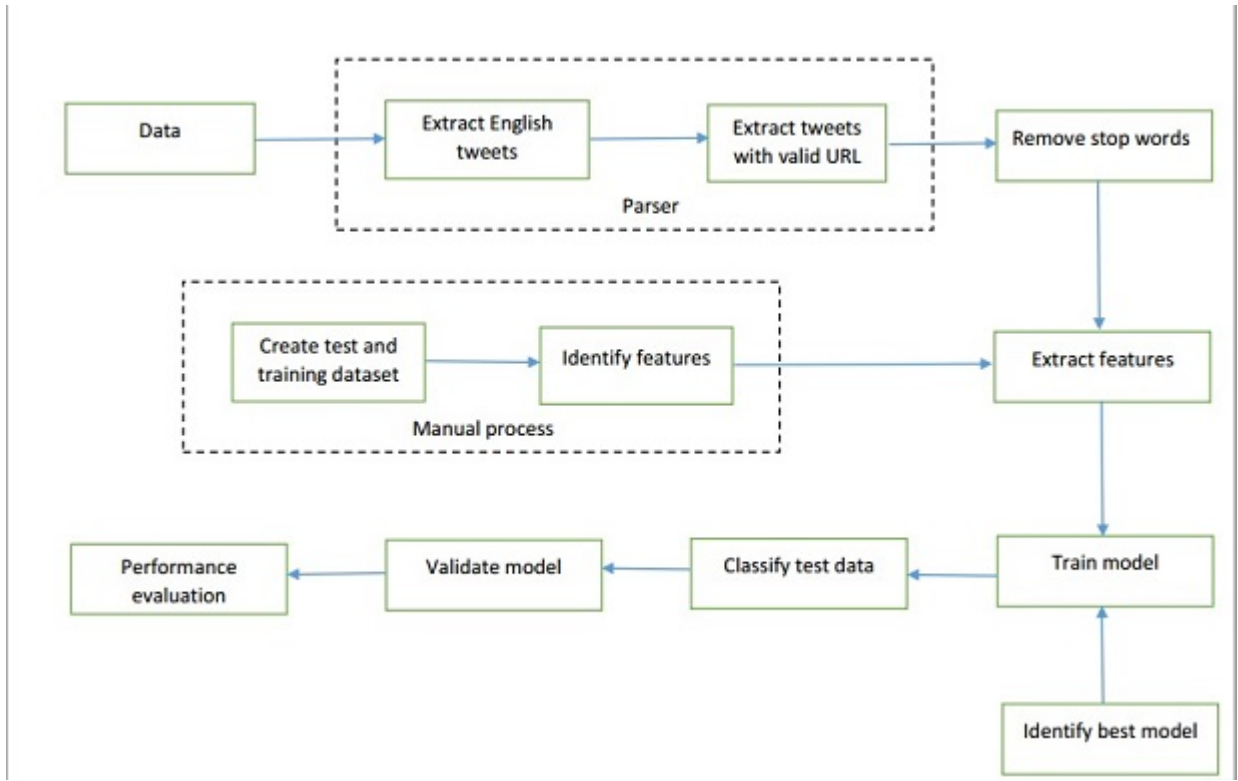 Data
Extract English
tweets
Extract tweets
with valid URL
Remove stop words
Parser
Create test and
training dataset
Identify features
Extract features
Manual process
Performance
evaluation
Validate model
Classify test data
Train model
Identify best model